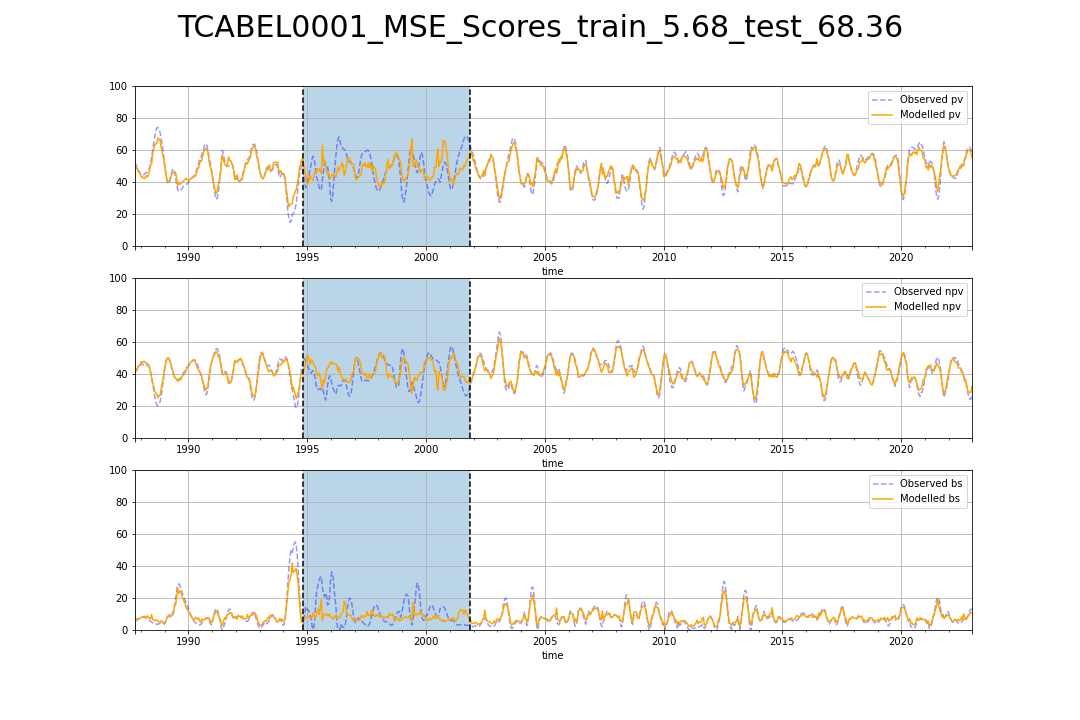 TCABEL0001_MSE_Scores_train_5.68_test_68.36
100
80
60
40
20
0
Observed pv
Modelled pv
1990 1995 2000 2005 2010 2015 2020
time
100
80
60
40
20
0
Observed npv
Modelled npv
1990 1995 2000 2005 2010 2015 2020
time
100
80
60
40
20
0
Observed bs
Modelled bs
1990 1995 2000 2005 2010 2015 2020
time